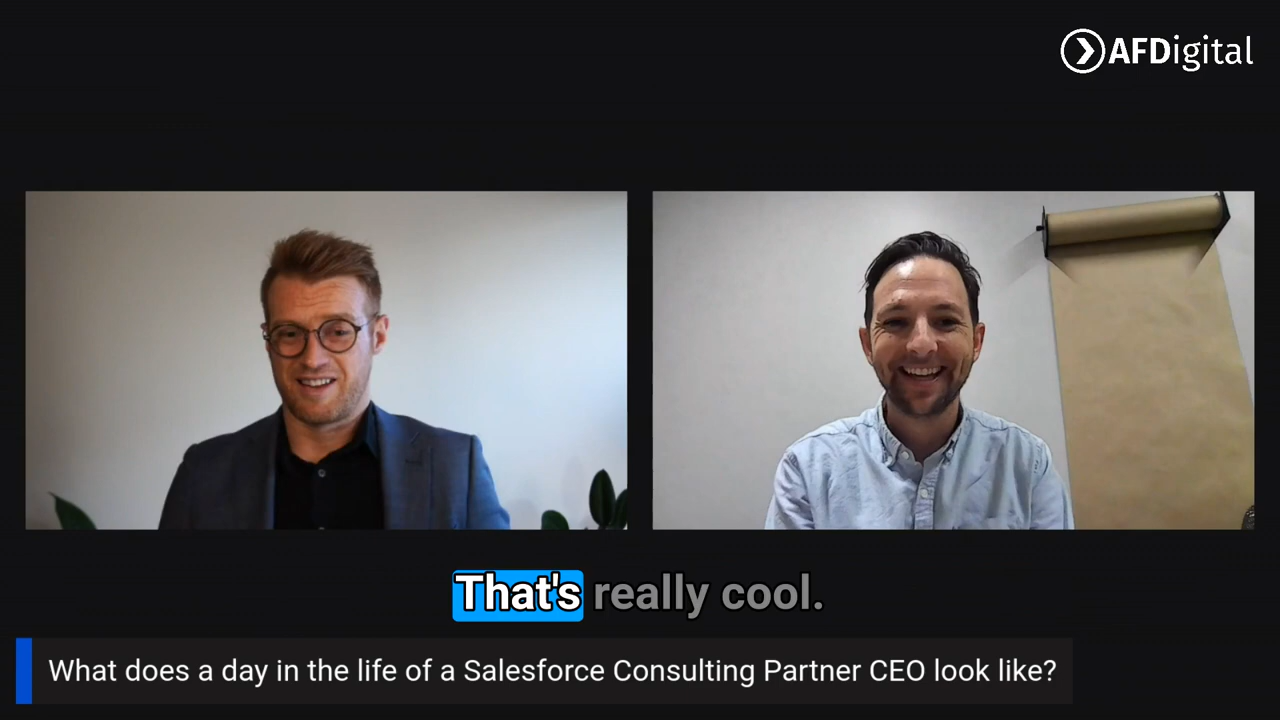 AFDigital
That's really cool.
What does a day in the life of a Salesforce Consulting Partner CEO look like?